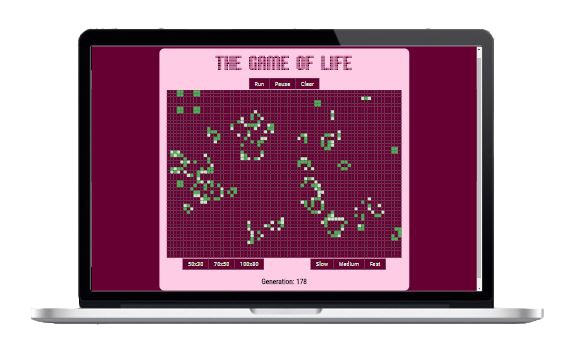 THE GAME OF LIFE
Run Pause Clear
50x30 70x50 100x80 Slow Medium Fast
Generation: 178